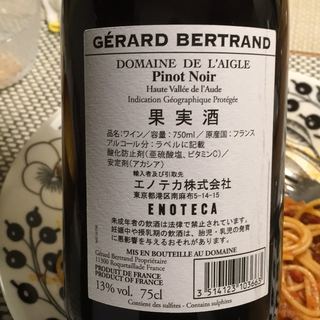 GÉRARD BERTRAND
DOMAINE DE L'AIGLE
Pinot Noir
Haute Vallée de l'Aude
Indication Géographique Protégée
果実酒
品名/ワイン/容量/750ml/原産国/フランス
アルコール分/ラベルに記載
酸化防止剤(亜硫酸塩、ビタミンC)/
安定剤(アカシア)
輸入者及び引取先
エノテカ株式会社
東京都港区南麻布5-14-15
ENOTECA
未成年者の飲酒は法律で禁止されています。
妊娠中や授乳期の飲酒は、胎児・乳児の発育
に悪影響を与えるおそれがあります。
MIS EN BOUTEILLE AU DOMAINE
Gérard Bertrand Propriétaire
11300 Roquetaillade France
PRODUIT DE FRANCE
PRODUCT OF FRANCE
13% vol. 75cl
Contient des sulfites - Contains sulphites
3 514123 103663